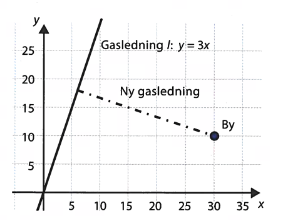 y
Gasledning l: y = 3x
25
20
Ny gasledning
15
By
10
5
5 10 15 20 25 30 35 x